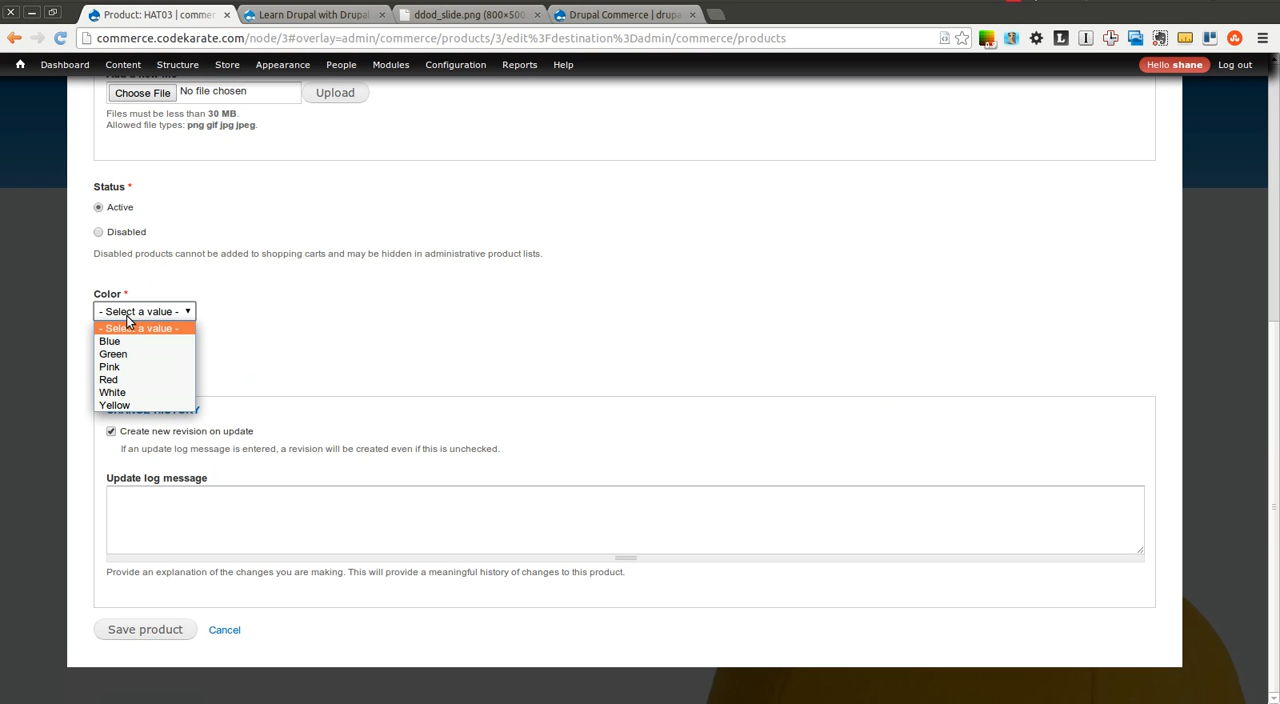 Product: HAT03 | commer
Learn Drupal with Drupal
ddod_slide.png (800×500
Drupal Commerce | drupa
commerce.codekarate.com/node/3#overlay=admin/commerce/products/3/edit%3Fdestination%3Dadmin/commerce/products
Dashboard Content Structure Store Appearance People Modules Configuration Reports Help Hello shane Log out
Choose File No file chosen Upload
Files must be less than 30 MB.
Allowed file types: png gif jpg jpeg.
Status *
Active
Disabled
Disabled products cannot be added to shopping carts and may be hidden in administrative product lists.
Color *
- Select a value -
- Select a value -
Blue
Green
Pink
Red
White
Yellow
Create new revision on update
If an update log message is entered, a revision will be created even if this is unchecked.
Update log message
Provide an explanation of the changes you are making. This will provide a meaningful history of changes to this product.
Save product Cancel